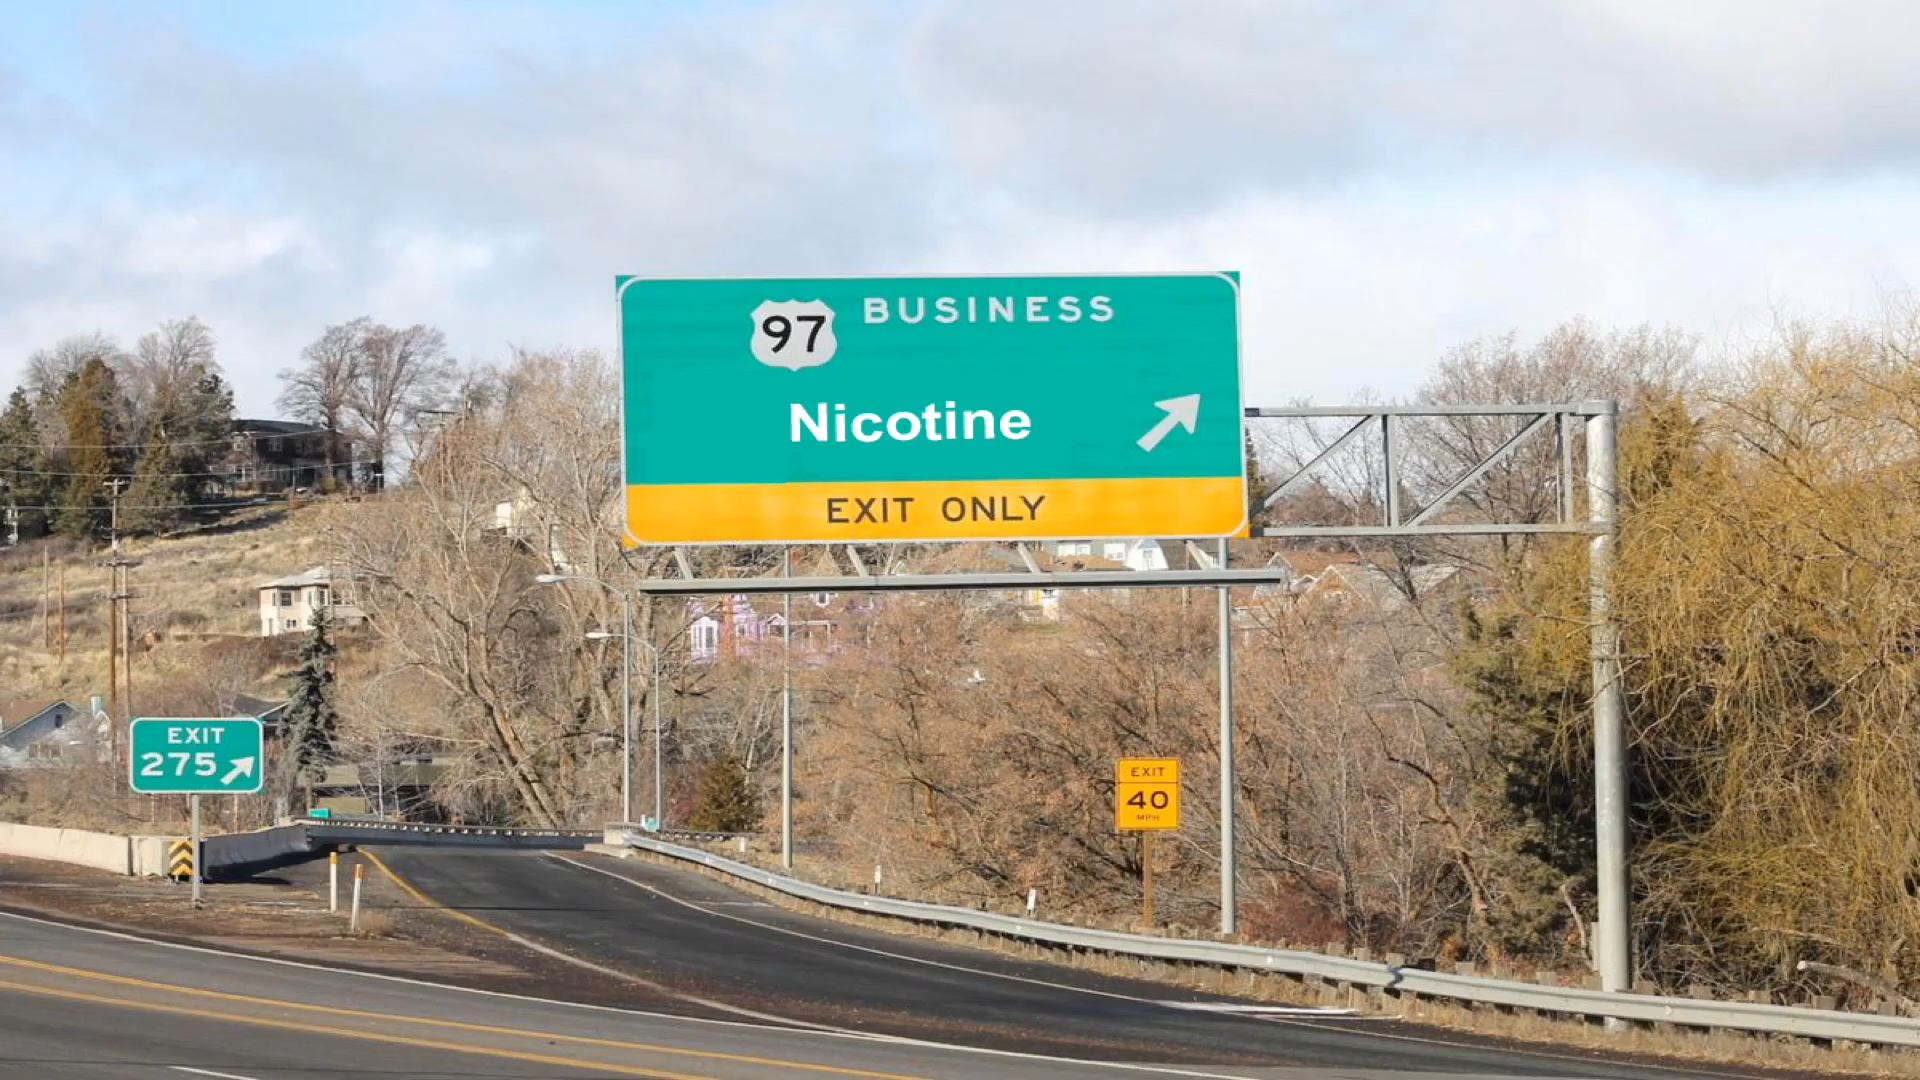 97 BUSINESS
Nicotine
EXIT ONLY
EXIT
275
EXIT
40
MPH